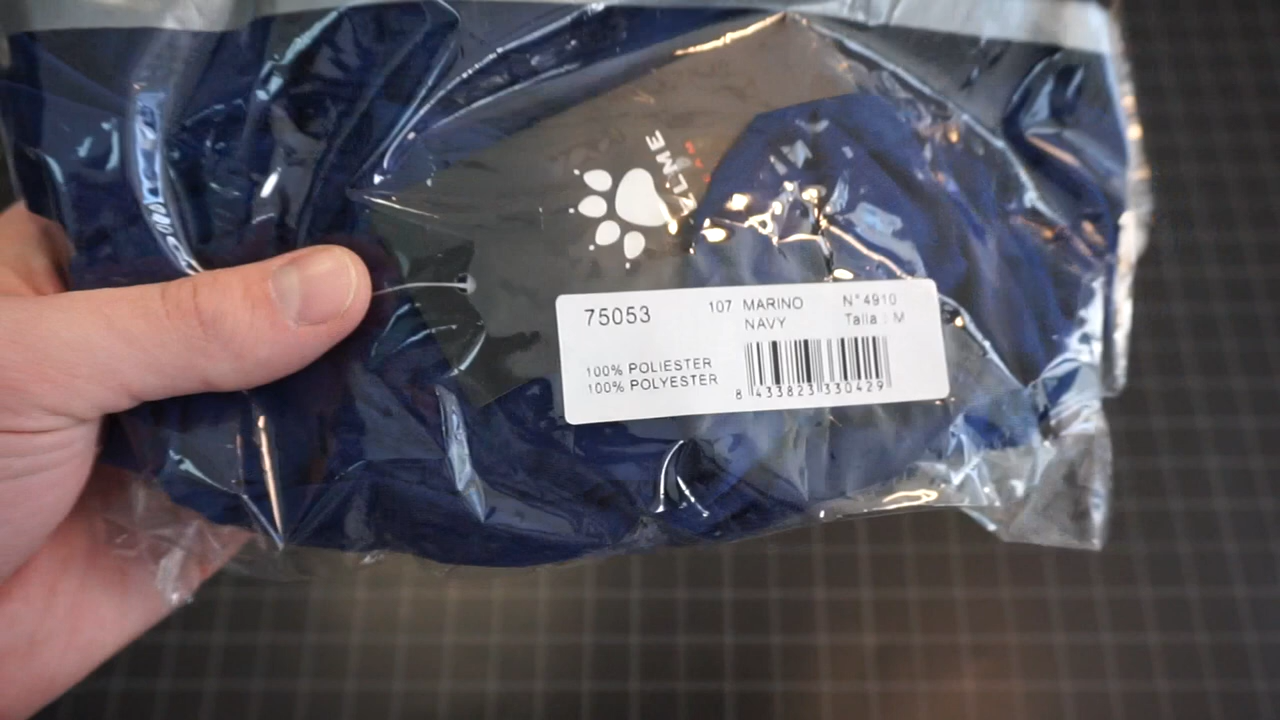 75053
107 MARINO
NAVY
N°4910
Talla : M
100% POLIESTER
100% POLYESTER
8 433823 330429